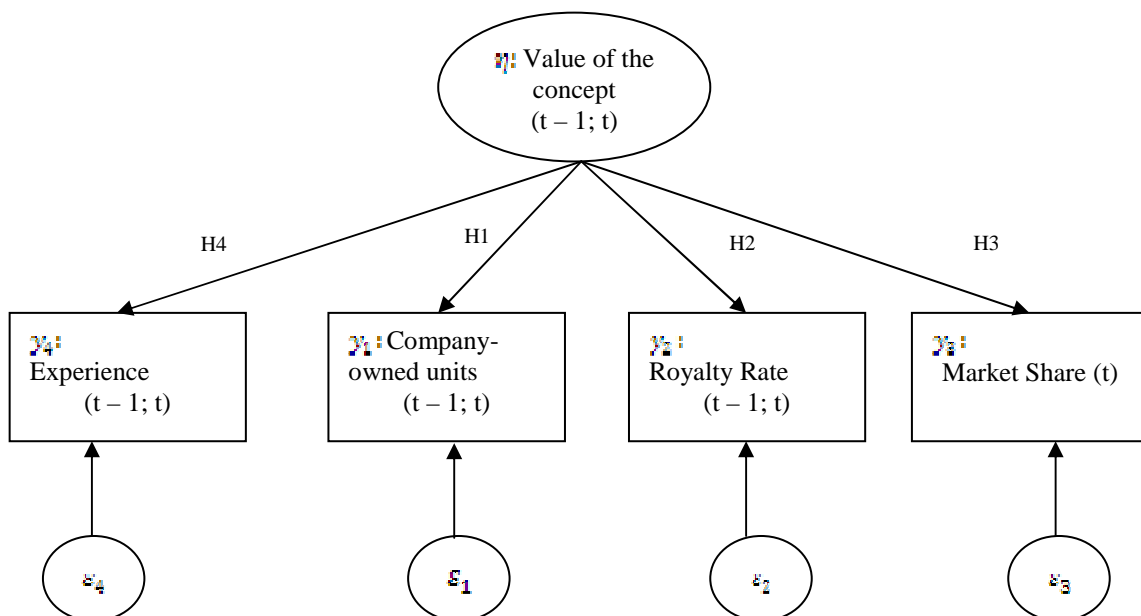 η: Value of the
concept
(t – 1; t)
H4
H1
H2
H3
y₄:
Experience
(t – 1; t)
y₁: Company-
owned units
(t – 1; t)
y₂:
Royalty Rate
(t – 1; t)
y₃:
Market Share (t)
ε₄
ε₁
ε₂
ε₃